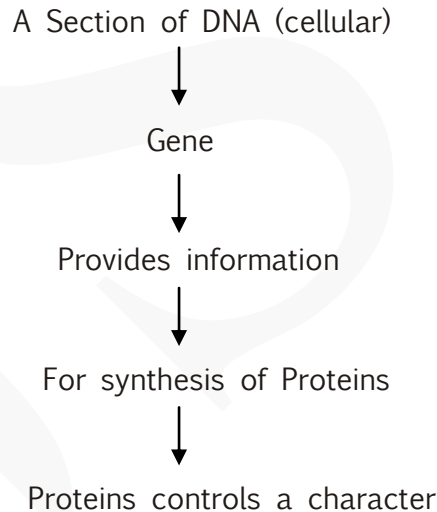 A Section of DNA (cellular)
Gene
Provides information
For synthesis of Proteins
Proteins controls a character